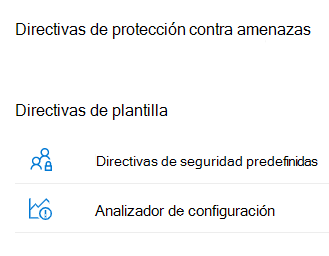 Directivas de protección contra amenazas
Directivas de plantilla
Directivas de seguridad predefinidas
Analizador de configuración